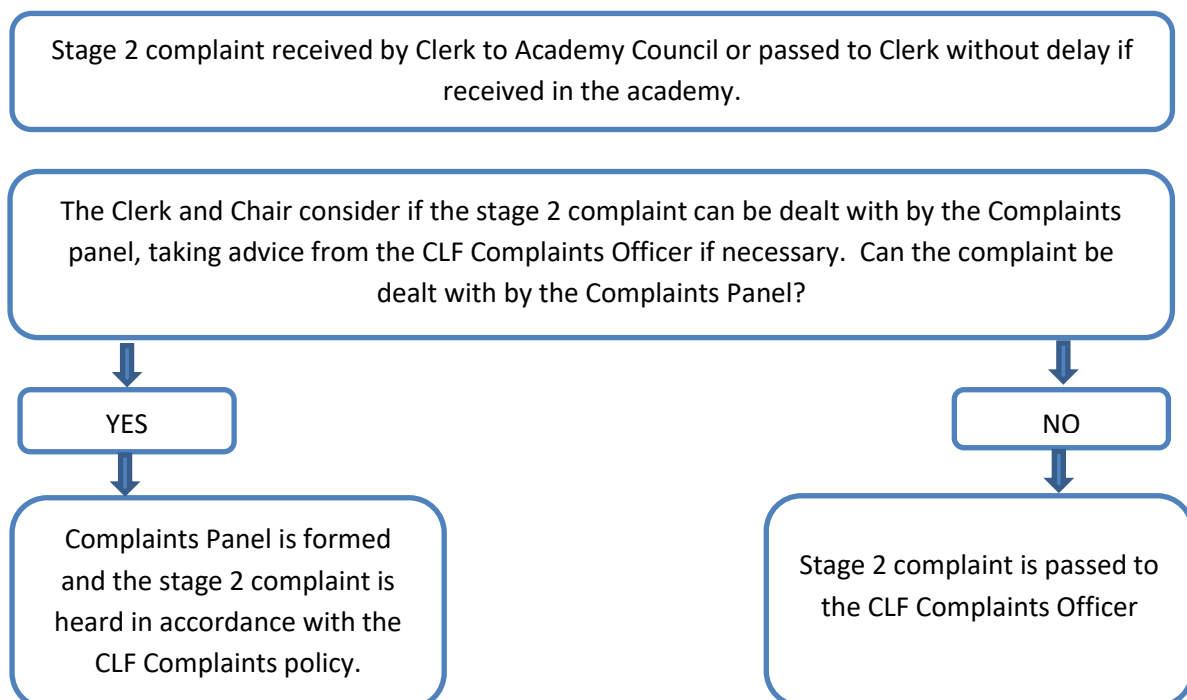 Stage 2 complaint received by Clerk to Academy Council or passed to Clerk without delay if
received in the academy.
The Clerk and Chair consider if the stage 2 complaint can be dealt with by the Complaints
panel, taking advice from the CLF Complaints Officer if necessary.  Can the complaint be
dealt with by the Complaints Panel?
YES
NO
Complaints Panel is formed
and the stage 2 complaint is
heard in accordance with the
CLF Complaints policy.
Stage 2 complaint is passed to
the CLF Complaints Officer